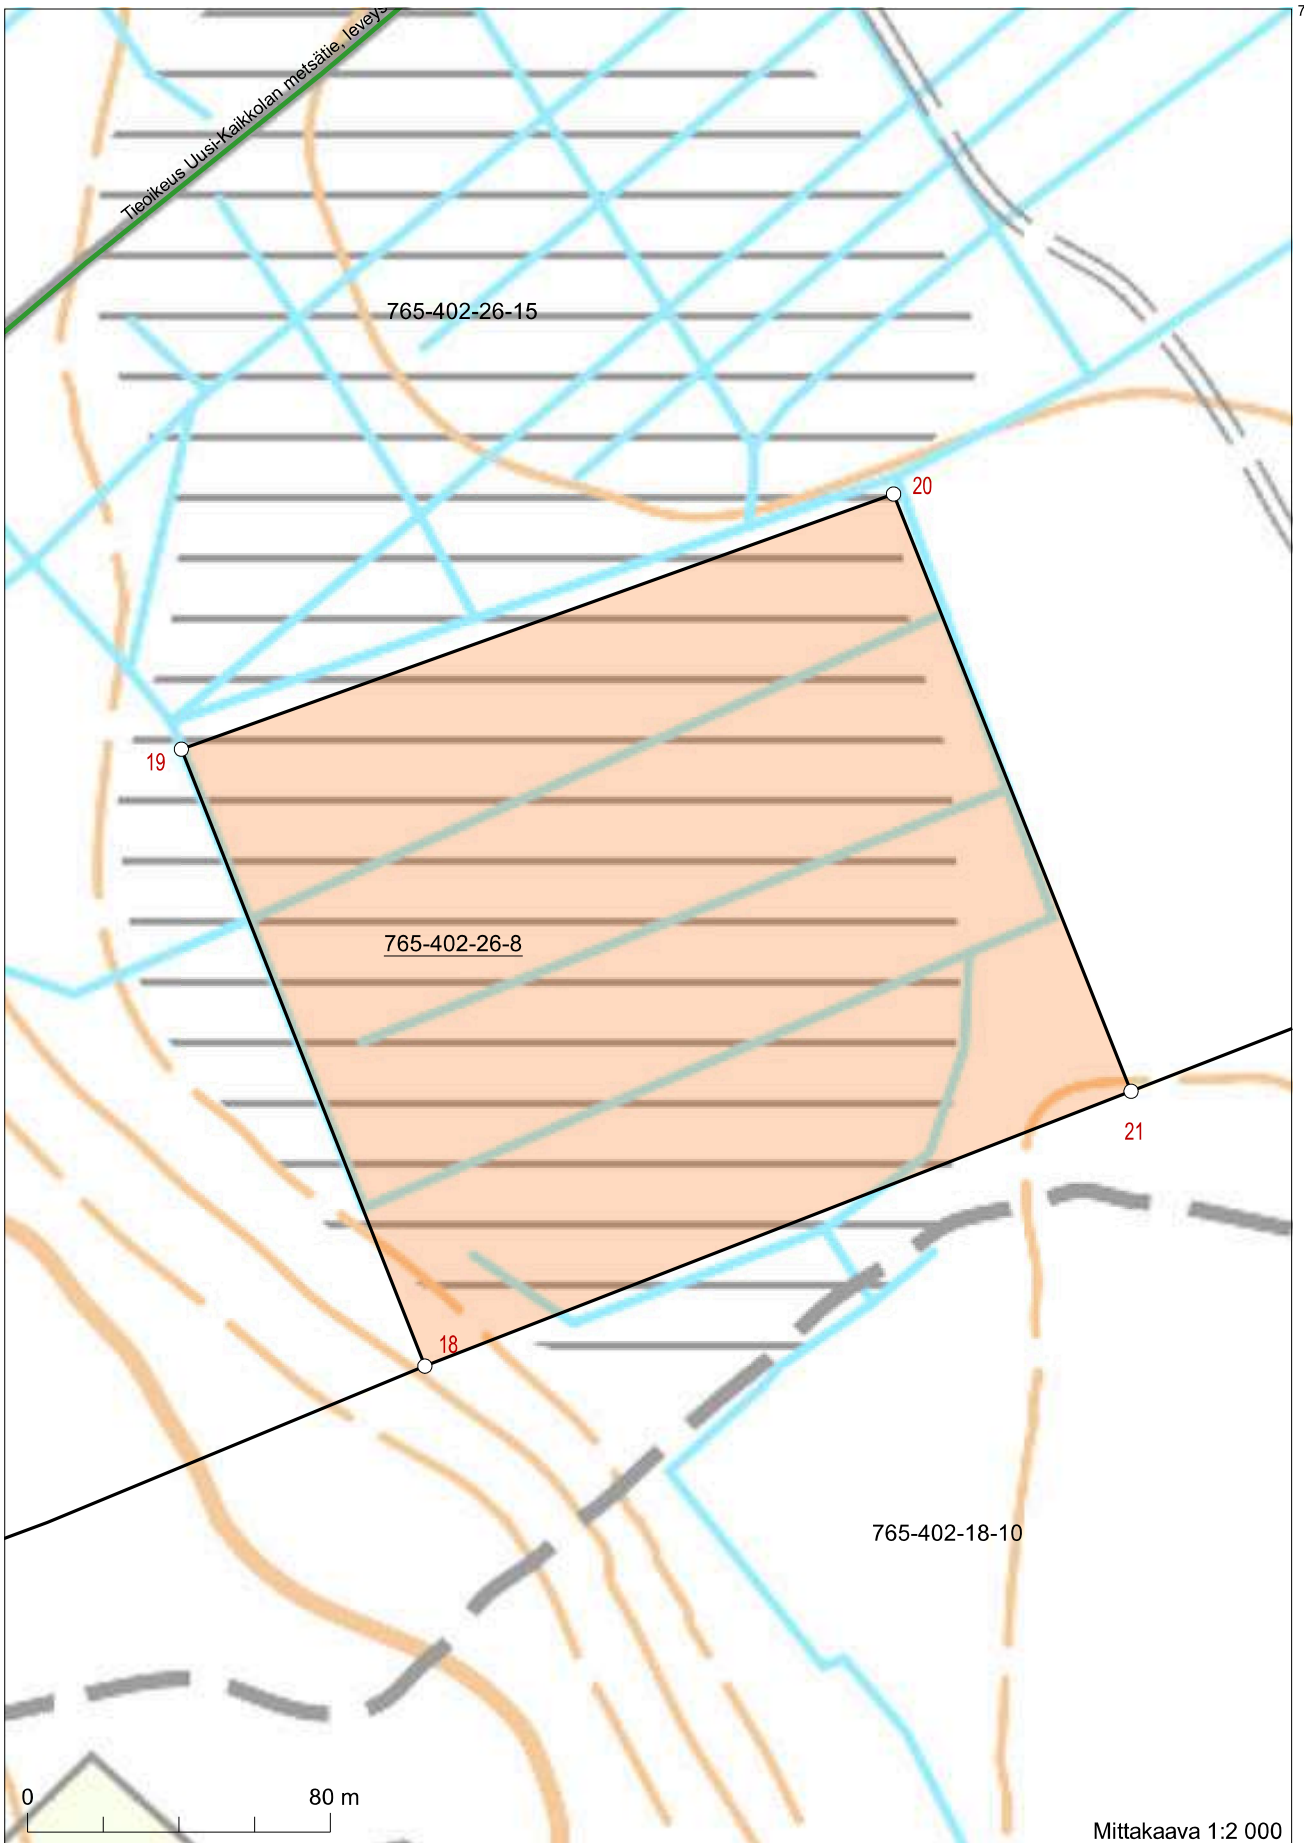 7
Tieoikeus Uusi-Kaikkolan metsätie, leveys
765-402-26-15
20
19
765-402-26-8
21
18
765-402-18-10
0 80 m
Mittakaava 1:2 000